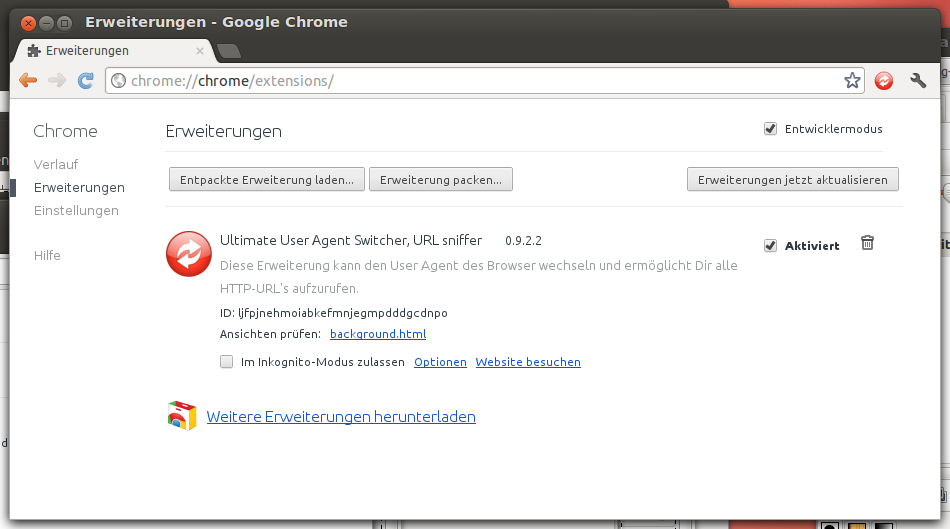 Erweiterungen - Google Chrome
Erweiterungen
chrome://chrome/extensions/
Chrome
Verlauf
Erweiterungen
Einstellungen
Hilfe
Erweiterungen
Entwicklermodus
Entpackte Erweiterung laden...
Erweiterung packen...
Erweiterungen jetzt aktualisieren
Ultimate User Agent Switcher, URL sniffer 0.9.2.2
Aktiviert
Diese Erweiterung kann den User Agent des Browser wechseln und ermöglicht Dir alle
HTTP-URL's aufzurufen.
ID: ljfpjnehmoiabkefmnjegmpdddgcdnpo
Ansichten prüfen: background.html
Im Inkognito-Modus zulassen Optionen Website besuchen
Weitere Erweiterungen herunterladen